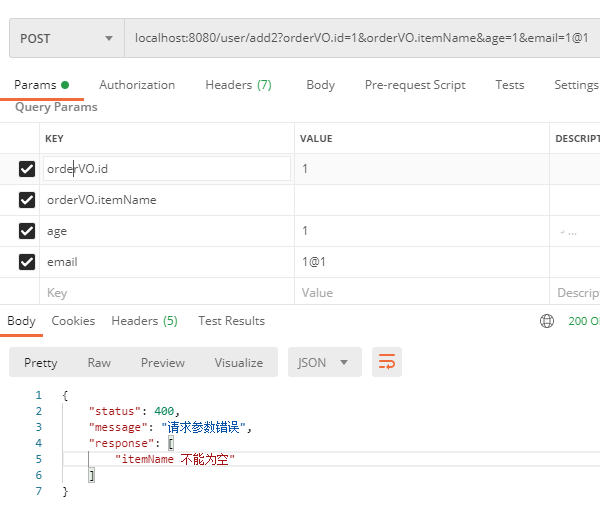 POST localhost:8080/user/add2?orderVO.id=1&orderVO.itemName&age=1&email=1@1
Params Authorization Headers (7) Body Pre-request Script Tests Settings
Query Params
KEY VALUE DESCRIPT
orderVO.id 1
orderVO.itemName
age 1 ...
email 1@1
Key Value Descript
Body Cookies Headers (5) Test Results 200 O
Pretty Raw Preview Visualize JSON
1 {
2 "status": 400,
3 "message": "请求参数错误",
4 "response": [
5 "itemName 不能为空"
6 ]
7 }